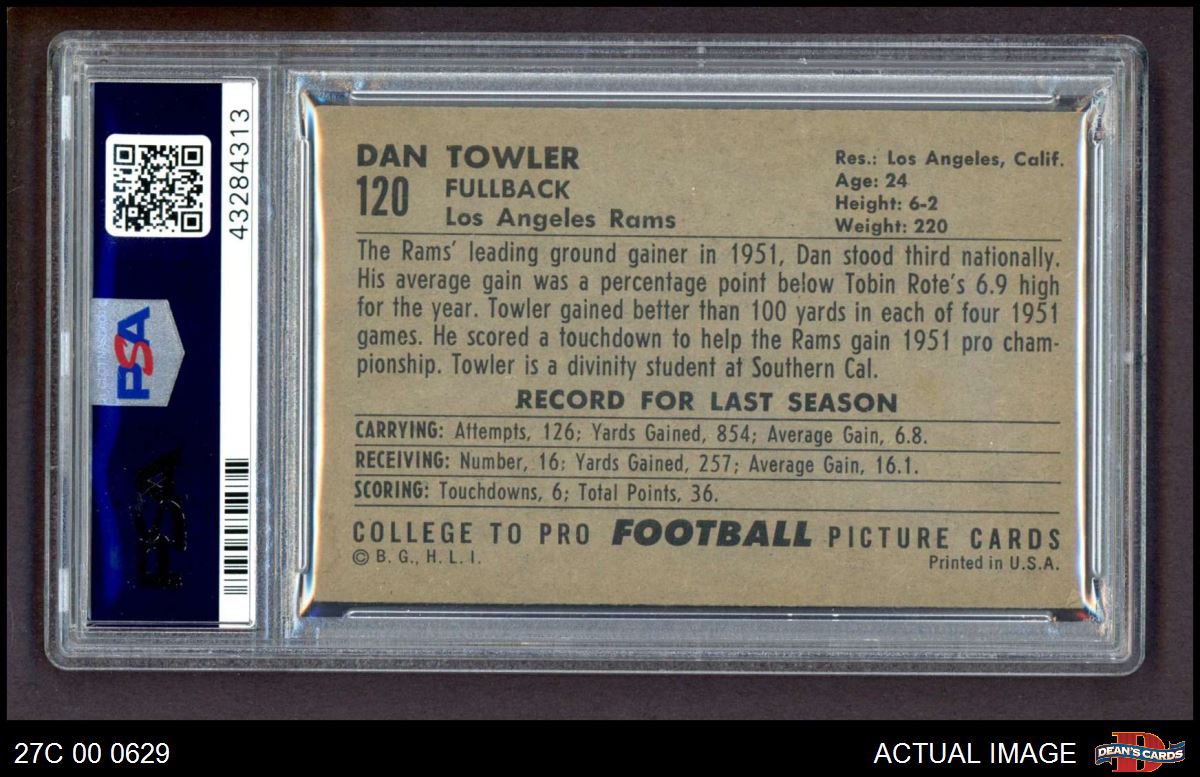 43284313
PSA
PSA
DAN TOWLER
120
FULLBACK
Los Angeles Rams
Res.: Los Angeles, Calif.
Age: 24
Height: 6-2
Weight: 220
The Rams' leading ground gainer in 1951, Dan stood third nationally.
His average gain was a percentage point below Tobin Rote's 6.9 high
for the year. Towler gained better than 100 yards in each of four 1951
games. He scored a touchdown to help the Rams gain 1951 pro cham-
pionship. Towler is a divinity student at Southern Cal.
RECORD FOR LAST SEASON
CARRYING: Attempts, 126; Yards Gained, 854; Average Gain, 6.8.
RECEIVING: Number, 16; Yards Gained, 257; Average Gain, 16.1.
SCORING: Touchdowns, 6; Total Points, 36.
COLLEGE TO PRO FOOTBALL PICTURE CARDS
© B. G., H. L. I.
Printed in U.S.A.
27C 00 0629
ACTUAL IMAGE
DEAN'S CARDS